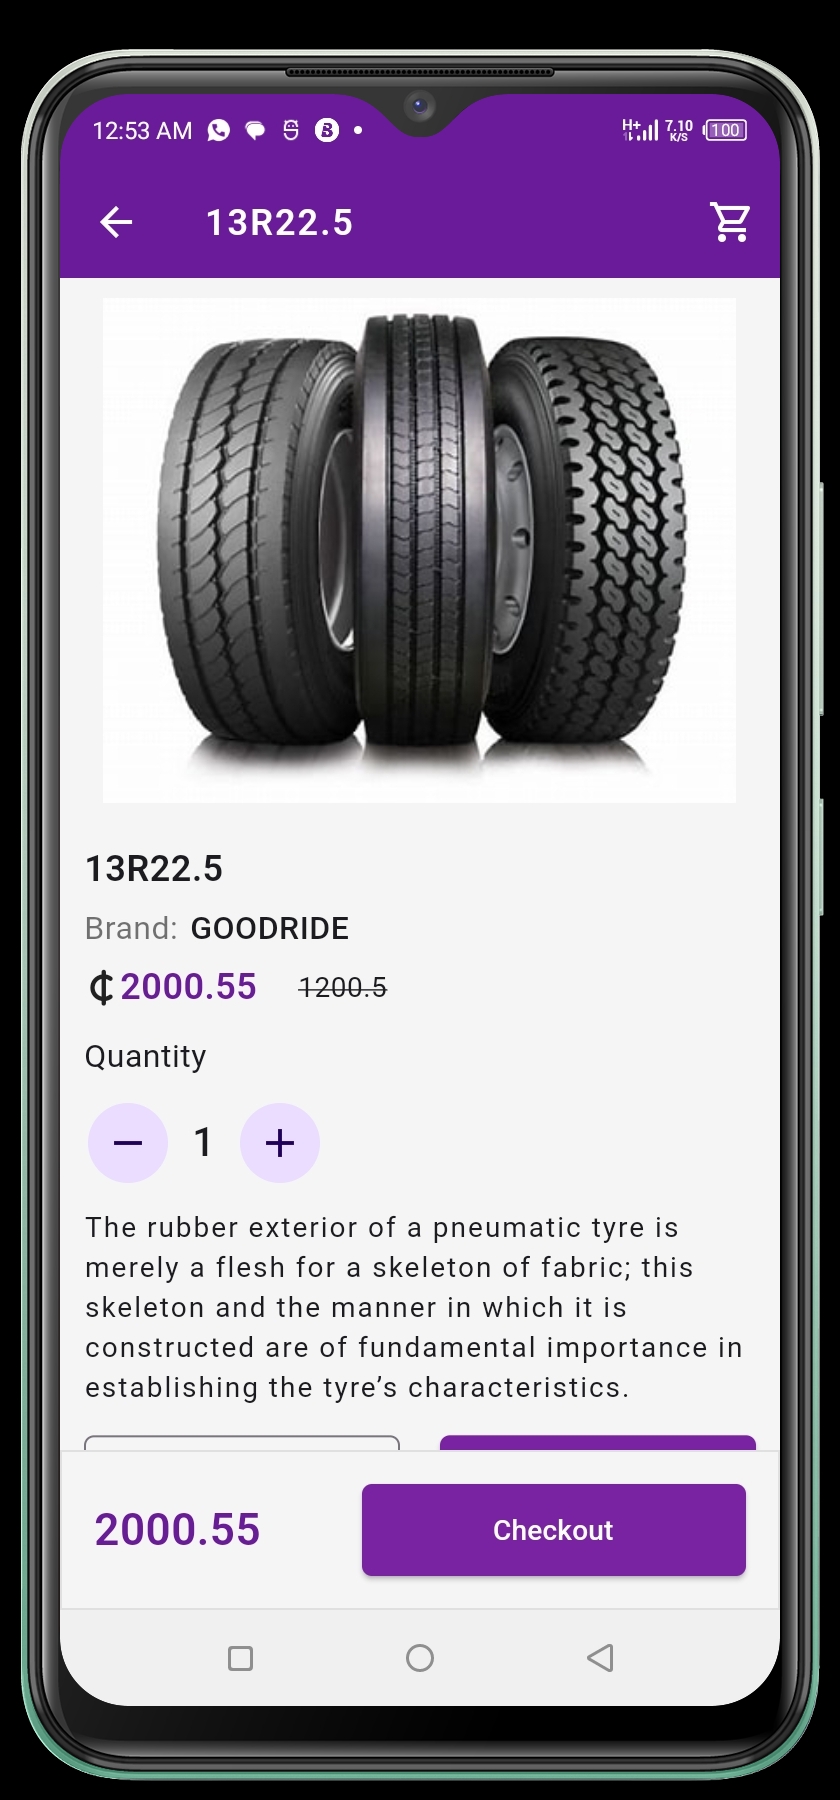 12:53 AM
H+ 7.10 K/S 100
13R22.5
13R22.5
Brand: GOODRIDE
₵ 2000.55 1200.5
Quantity
1
The rubber exterior of a pneumatic tyre is
merely a flesh for a skeleton of fabric; this
skeleton and the manner in which it is
constructed are of fundamental importance in
establishing the tyre’s characteristics.
2000.55
Checkout